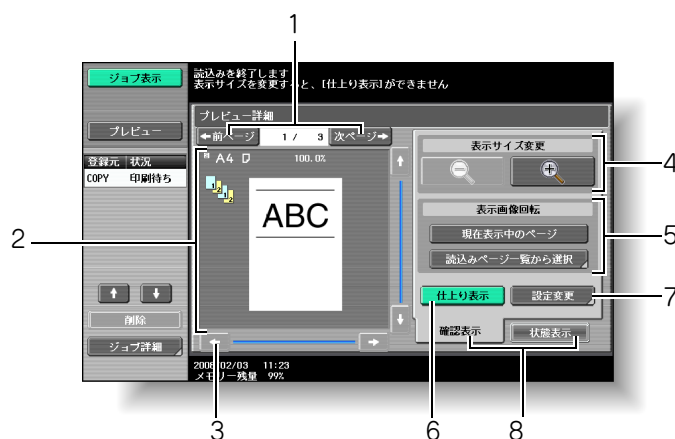 1
ジョブ表示
読込みを終了します
表示サイズを変更すると、[仕上り表示]ができません
プレビュー
プレビュー詳細
←前ページ 1/ 3 次ページ→
登録元 状況
COPY 印刷待ち
A4 100.0%
1 2 1 2
ABC
2
表示サイズ変更
4
表示画像回転
現在表示中のページ
読込みページ一覧から選択
5
仕上り表示 設定変更
7
↑ ↓
削除
ジョブ詳細
← →
確認表示 状態表示
2008/02/03 11:23
メモリー残量 99%
3
6
8